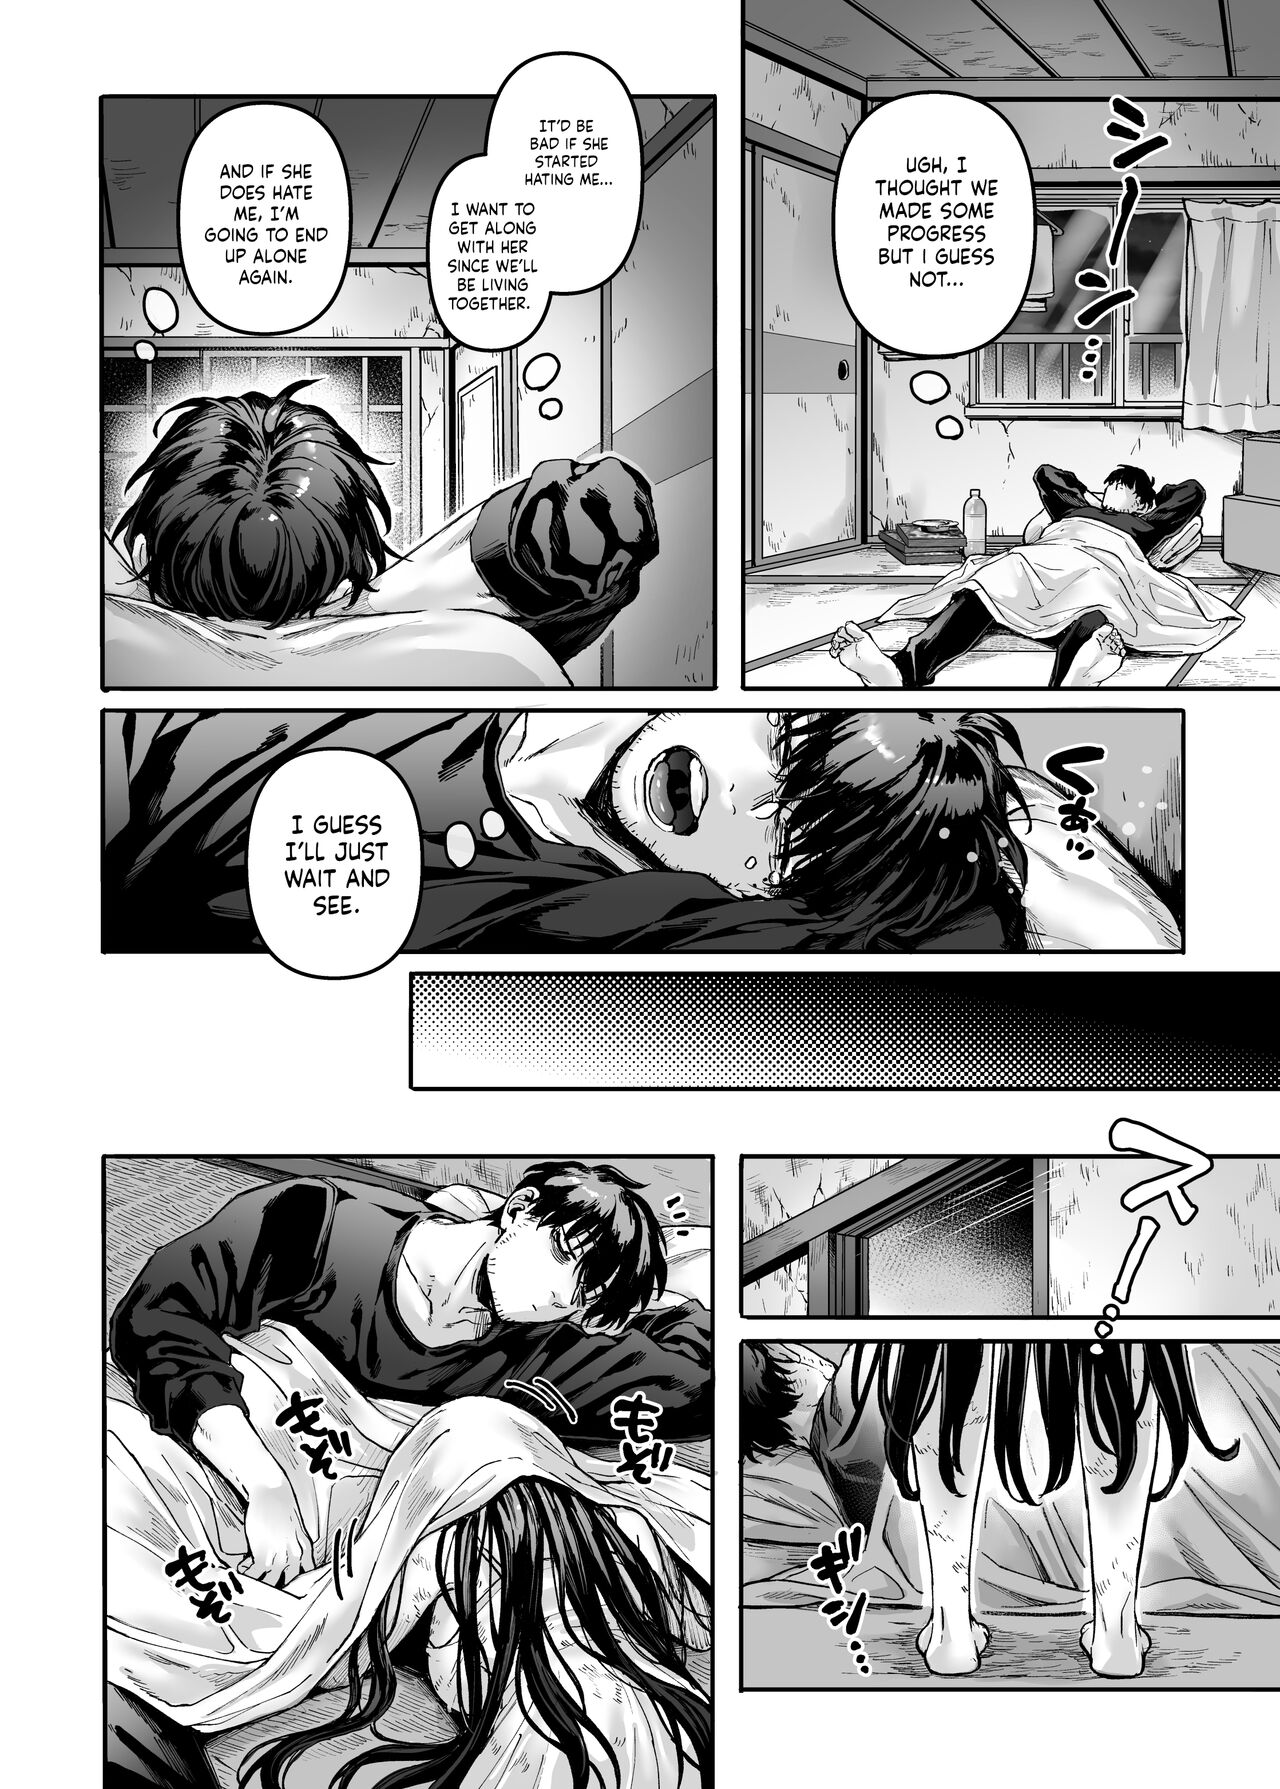 UGH, I
THOUGHT WE
MADE SOME
PROGRESS
BUT I GUESS
NOT...
シーン…
IT'D BE
BAD IF SHE
STARTED
HATING ME...
I WANT TO
GET ALONG
WITH HER
SINCE WE'LL
BE LIVING
TOGETHER.
AND IF SHE
DOES HATE
ME, I'M
GOING TO END
UP ALONE
AGAIN.
くぁ…
I GUESS
I'LL JUST
WAIT AND
SEE.
スー…
ギシ…
もぞ
もぞ
もぞ